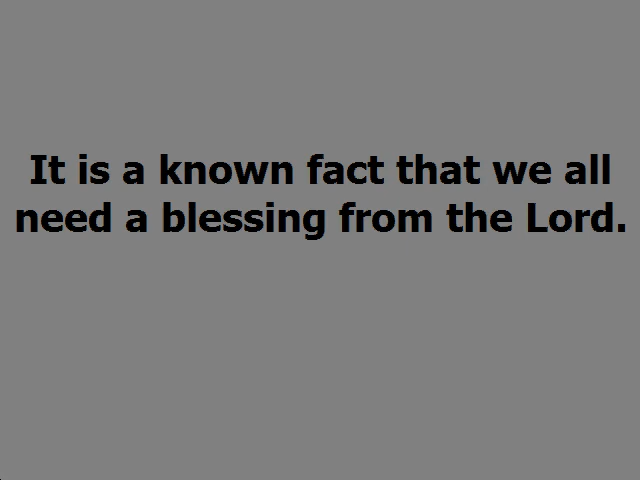 It is a known fact that we all
need a blessing from the Lord.